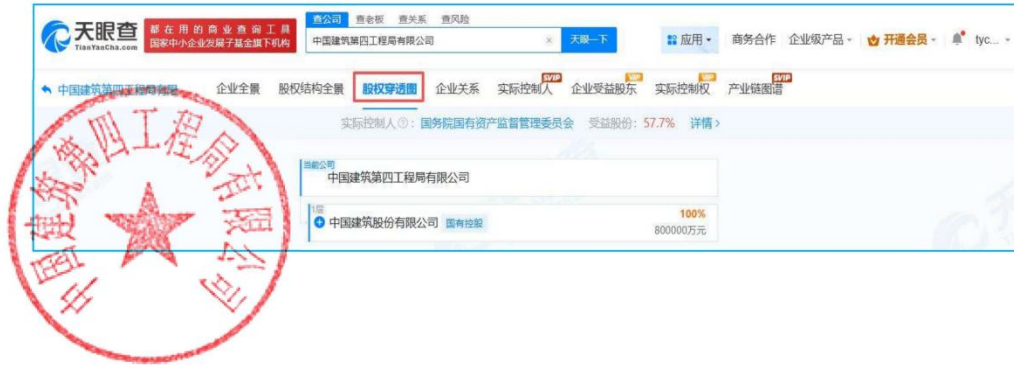 查公司 查老板 查关系 查风险
天眼查 都在用的商业查询工具
TianYanCha.com 国家中小企业发展子基金旗下机构
中国建筑第四工程局有限公司 × 天眼一下 应用 商务合作 企业级产品 开通会员 tyc...
中国建筑第四工程局有限 企业全景 股权结构全景 股权穿透图 企业关系 实际控制人 SVIP 企业受益股东 VIP 实际控制权 VIP 产业链图谱 SVIP
实际控制人?: 国务院国有资产监督管理委员会 受益股份: 57.7% 详情 >
当前公司
中国建筑第四工程局有限公司
1层
中国建筑股份有限公司 国有控股 100%
800000万元
中国建筑第四工程局有限公司